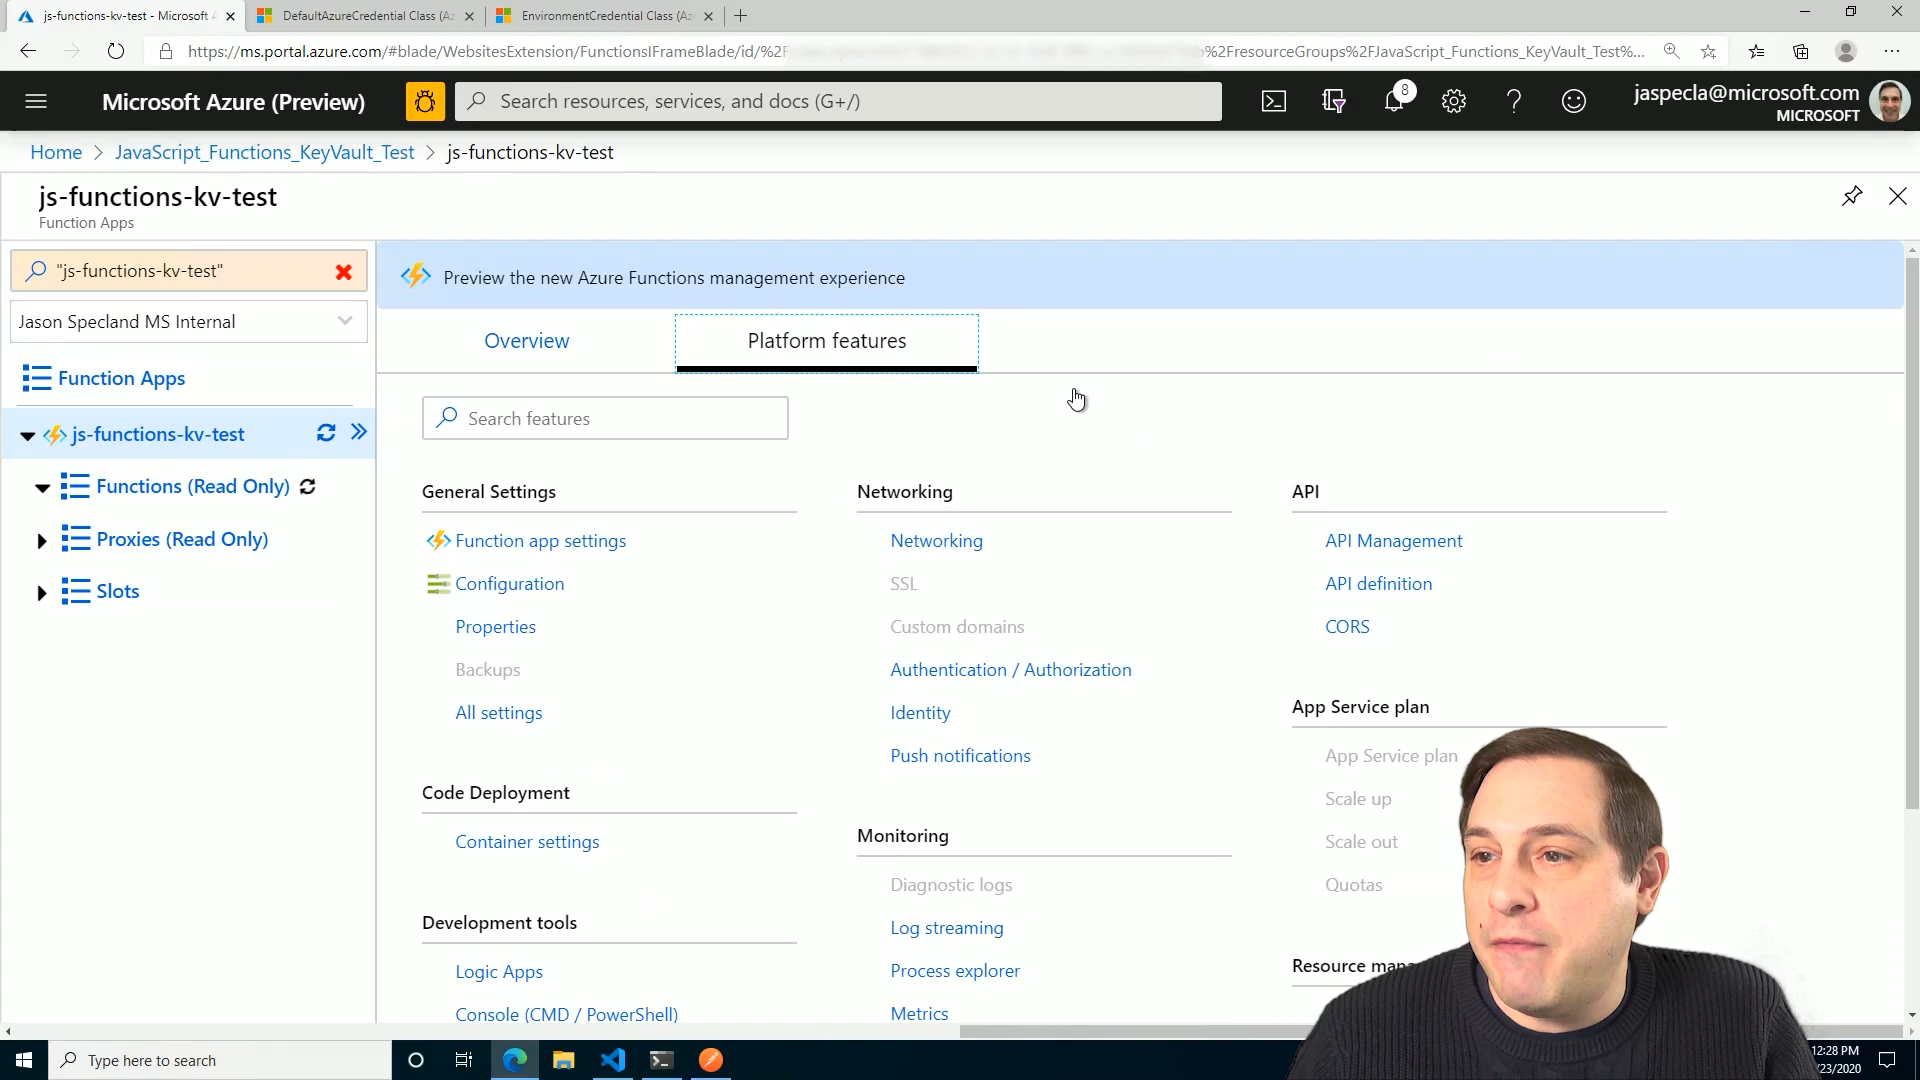 js-functions-kv-test - Microsoft A
DefaultAzureCredential Class (Az
EnvironmentCredential Class (Az
https://ms.portal.azure.com/#blade/WebsitesExtension/FunctionsIFrameBlade/id/%2F
%2FresourceGroups%2FJavaScript_Functions_KeyVault_Test%...
Microsoft Azure (Preview)
Search resources, services, and docs (G+/)
8
jaspecla@microsoft.com
MICROSOFT
Home > JavaScript_Functions_KeyVault_Test > js-functions-kv-test
js-functions-kv-test
Function Apps
"js-functions-kv-test"
Jason Specland MS Internal
Function Apps
js-functions-kv-test
Functions (Read Only)
Proxies (Read Only)
Slots
Preview the new Azure Functions management experience
Overview
Platform features
Search features
General Settings
Function app settings
Configuration
Properties
Backups
All settings
Code Deployment
Container settings
Development tools
Logic Apps
Console (CMD / PowerShell)
Networking
Networking
SSL
Custom domains
Authentication / Authorization
Identity
Push notifications
Monitoring
Diagnostic logs
Log streaming
Process explorer
Metrics
API
API Management
API definition
CORS
App Service plan
App Service plan
Scale up
Scale out
Quotas
Resource mana
Type here to search
12:28 PM
/23/2020